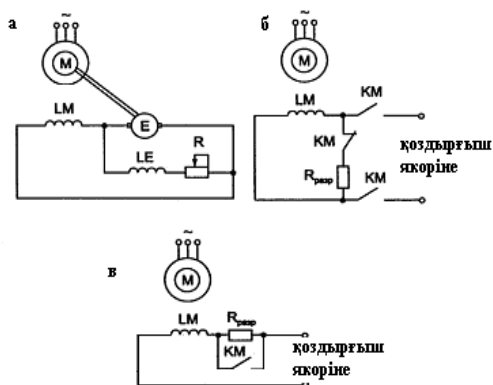 а
~
M
LM
E
LE
R
б
~
M
LM
KM
KM
қоздырғыш
якоріне
Rразр
KM
в
~
M
LM
Rразр
KM
қоздырғыш
якоріне